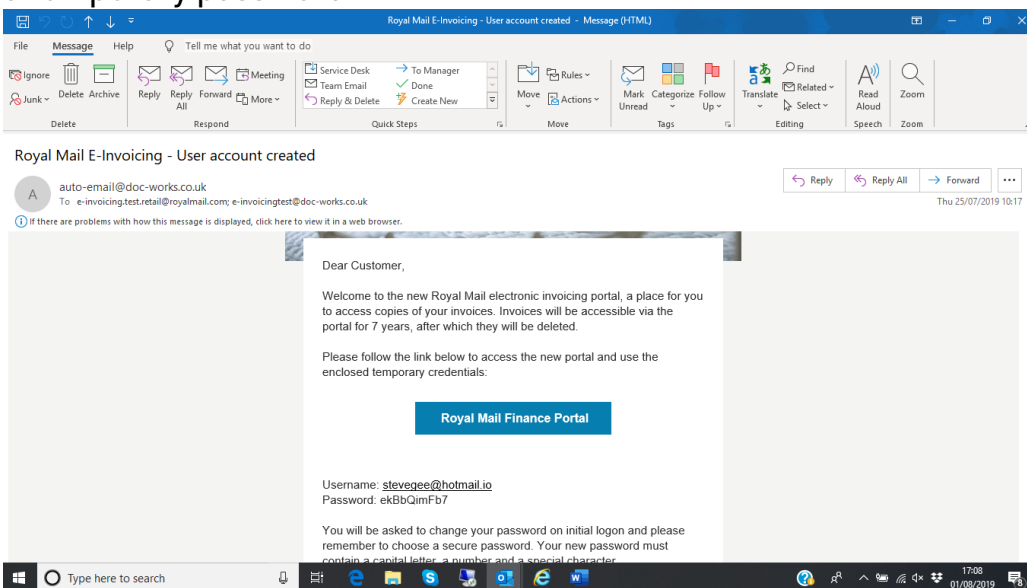 Royal Mail E-Invoicing - User account created - Message (HTML)
File Message Help Tell me what you want to do
Ignore
Junk
Delete Archive
Reply Reply All Forward
Meeting
More
Service Desk
Team Email
Reply & Delete
To Manager
Done
Create New
Move
Rules
Actions
Mark Unread
Categorize
Follow Up
Translate
Find
Related
Select
Read Aloud
Zoom
Delete Respond Quick Steps Move Tags Editing Speech Zoom
Royal Mail E-Invoicing - User account created
A
auto-email@doc-works.co.uk
To e-invoicing.test.retail@royalmail.com; e-invoicingtest@doc-works.co.uk
Reply Reply All Forward
Thu 25/07/2019 10:17
If there are problems with how this message is displayed, click here to view it in a web browser.
Dear Customer,
Welcome to the new Royal Mail electronic invoicing portal, a place for you
to access copies of your invoices. Invoices will be accessible via the
portal for 7 years, after which they will be deleted.
Please follow the link below to access the new portal and use the
enclosed temporary credentials:
Royal Mail Finance Portal
Username: stevegee@hotmail.io
Password: ekBbQimFb7
You will be asked to change your password on initial logon and please
remember to choose a secure password. Your new password must
contain a capital letter, a number and a special character
Type here to search
17:08
01/08/2019